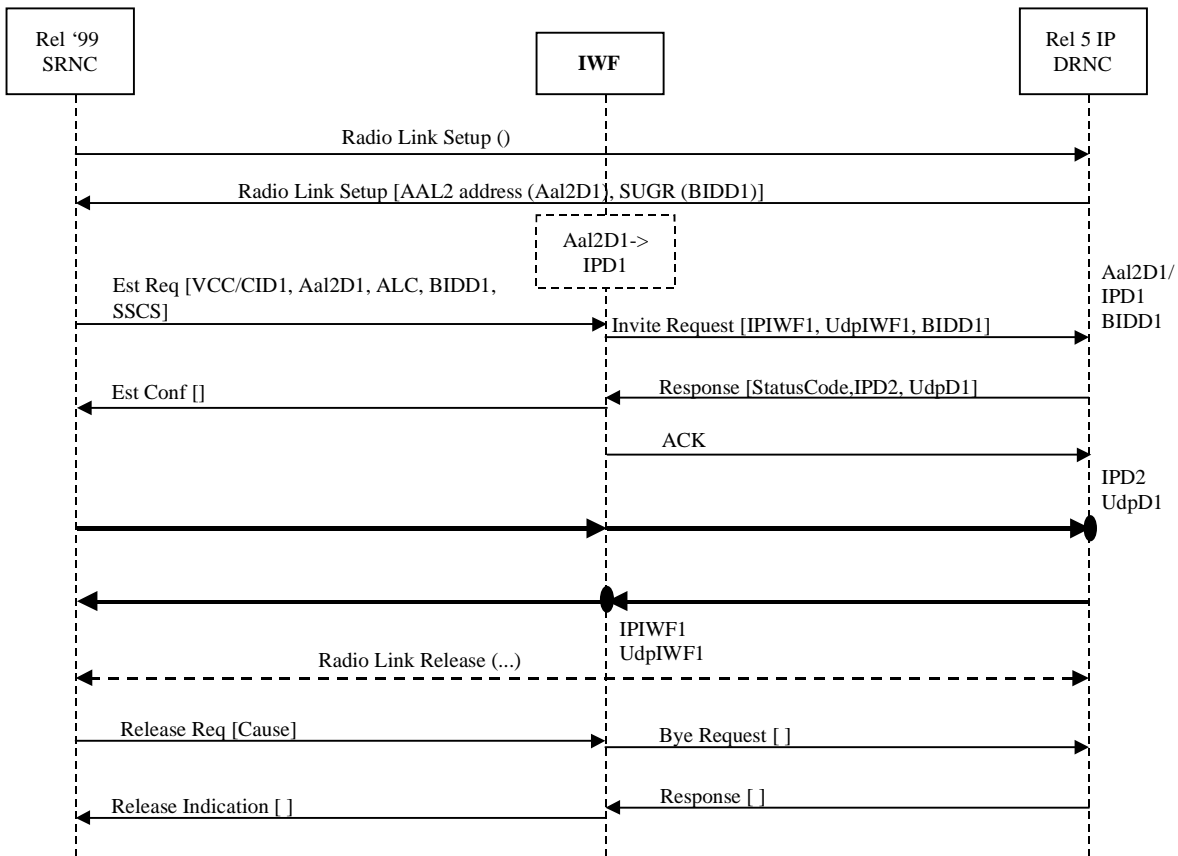 Rel ‘99
SRNC
IWF
Rel 5 IP
DRNC
Radio Link Setup ()
Radio Link Setup [AAL2 address (Aal2D1), SUGR (BIDD1)]
Aal2D1->
IPD1
Est Req [VCC/CID1, Aal2D1, ALC, BIDD1,
SSCS]
Aal2D1/
IPD1
BIDD1
Invite Request [IPIWF1, UdpIWF1, BIDD1]
Est Conf []
Response [StatusCode,IPD2, UdpD1]
ACK
IPD2
UdpD1
IPIWF1
UdpIWF1
Radio Link Release (...)
Release Req [Cause]
Bye Request [ ]
Response [ ]
Release Indication [ ]